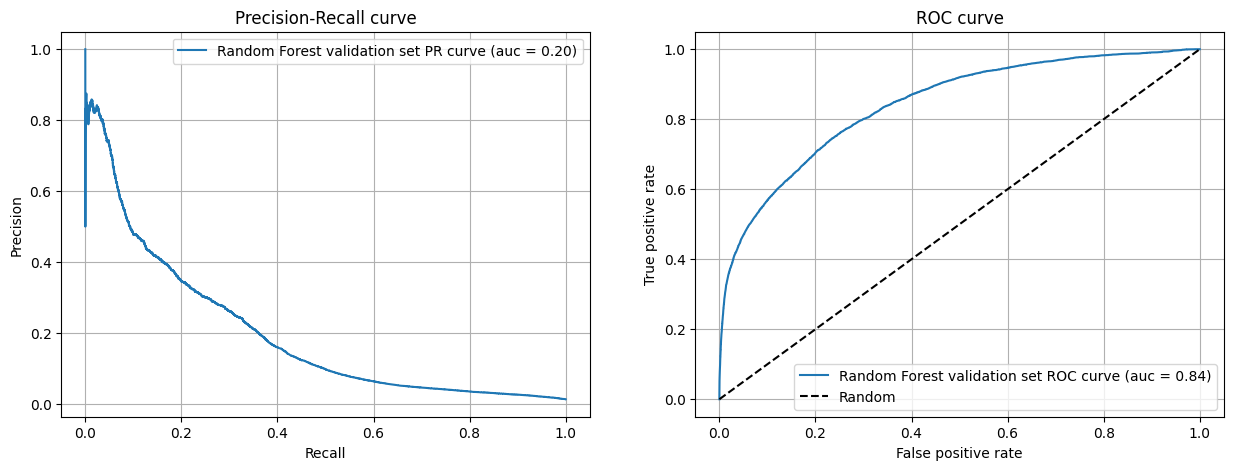 Precision-Recall curve
Random Forest validation set PR curve (auc = 0.20)
1.0
0.8
0.6
0.4
0.2
0.0
Precision
0.0 0.2 0.4 0.6 0.8 1.0
Recall
ROC curve
1.0
0.8
0.6
0.4
0.2
0.0
True positive rate
Random Forest validation set ROC curve (auc = 0.84)
Random
0.0 0.2 0.4 0.6 0.8 1.0
False positive rate